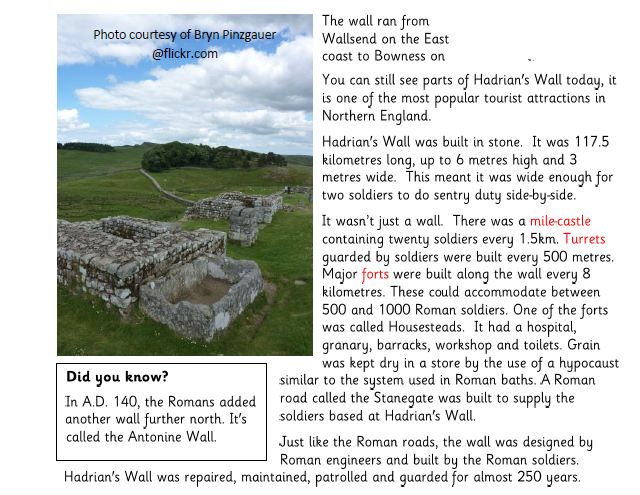 Photo courtesy of Bryn Pinzgauer
@flickr.com
The wall ran from
Wallsend on the East
coast to Bowness on
You can still see parts of Hadrian's Wall today, it
is one of the most popular tourist attractions in
Northern England.
Hadrian's Wall was built in stone.  It was 117.5
kilometres long, up to 6 metres high and 3
metres wide.  This meant it was wide enough for
two soldiers to do sentry duty side-by-side.
It wasn't just a wall.  There was a mile-castle
containing twenty soldiers every 1.5km. Turrets
guarded by soldiers were built every 500 metres.
Major forts were built along the wall every 8
kilometres. These could accommodate between
500 and 1000 Roman soldiers. One of the forts
was called Housesteads.  It had a hospital,
granary, barracks, workshop and toilets. Grain
was kept dry in a store by the use of a hypocaust
similar to the system used in Roman baths. A Roman
road called the Stanegate was built to supply the
soldiers based at Hadrian's Wall.
Did you know?
In A.D. 140, the Romans added
another wall further north. It's
called the Antonine Wall.
Just like the Roman roads, the wall was designed by
Roman engineers and built by the Roman soldiers.
Hadrian's Wall was repaired, maintained, patrolled and guarded for almost 250 years.